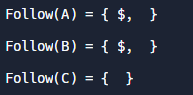 Follow(A) = { $,  }
Follow(B) = { $,  }
Follow(C) = {  }